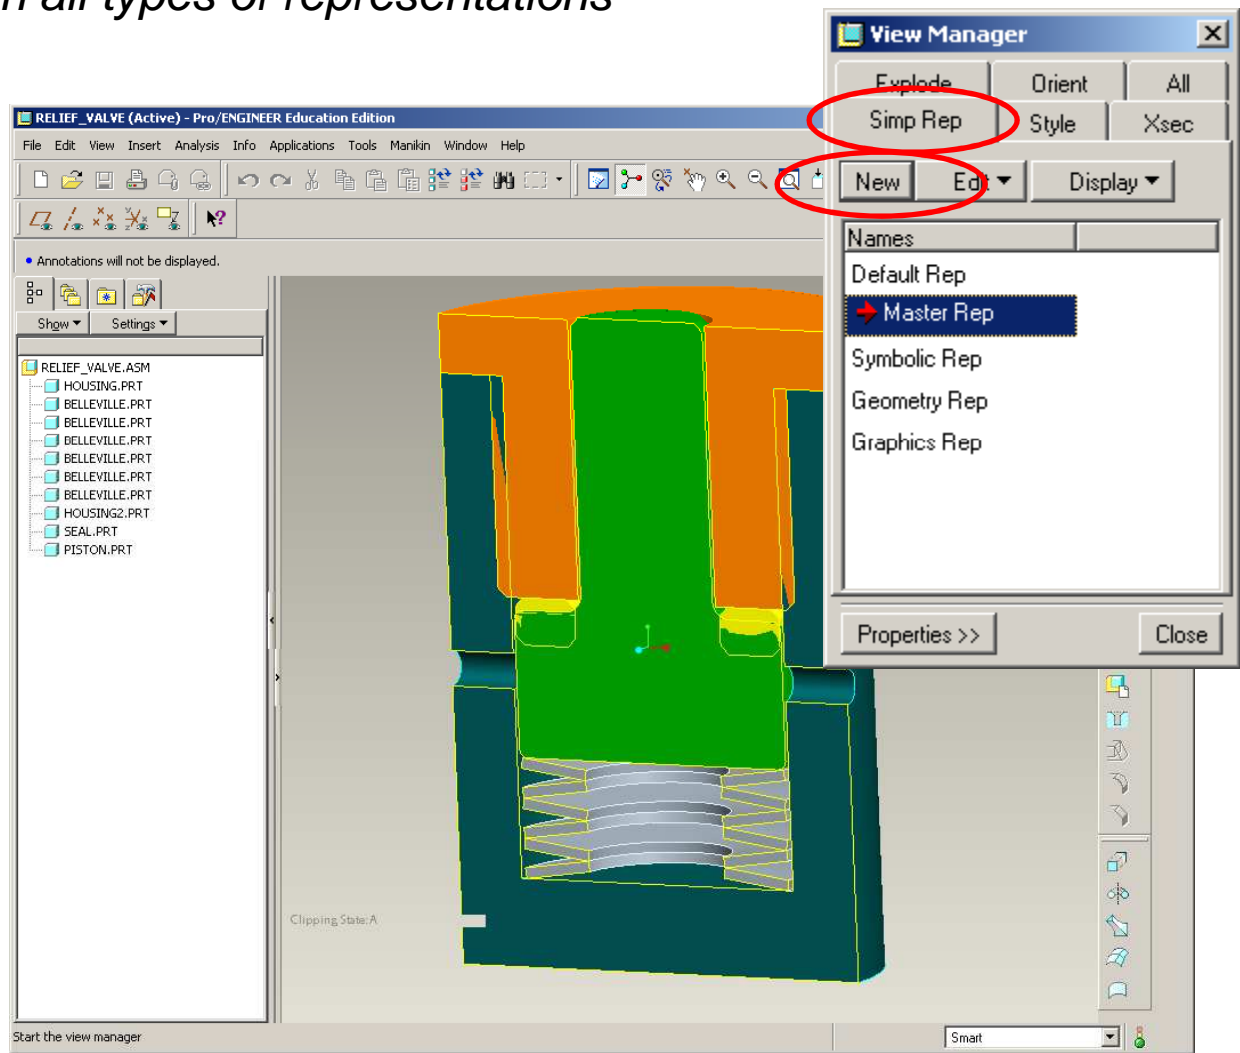 n all types of representations
View Manager
Explode Orient All
Simp Rep Style Xsec
New Edit Display
Names
Default Rep
Master Rep
Symbolic Rep
Geometry Rep
Graphics Rep
Properties >> Close
RELIEF_VALVE (Active) - Pro/ENGINEER Education Edition
File Edit View Insert Analysis Info Applications Tools Manikin Window Help
• Annotations will not be displayed.
Show Settings
RELIEF_VALVE.ASM
HOUSING.PRT
BELLEVILLE.PRT
BELLEVILLE.PRT
BELLEVILLE.PRT
BELLEVILLE.PRT
BELLEVILLE.PRT
BELLEVILLE.PRT
HOUSING2.PRT
SEAL.PRT
PISTON.PRT
Clipping State: A
Start the view manager
Smart